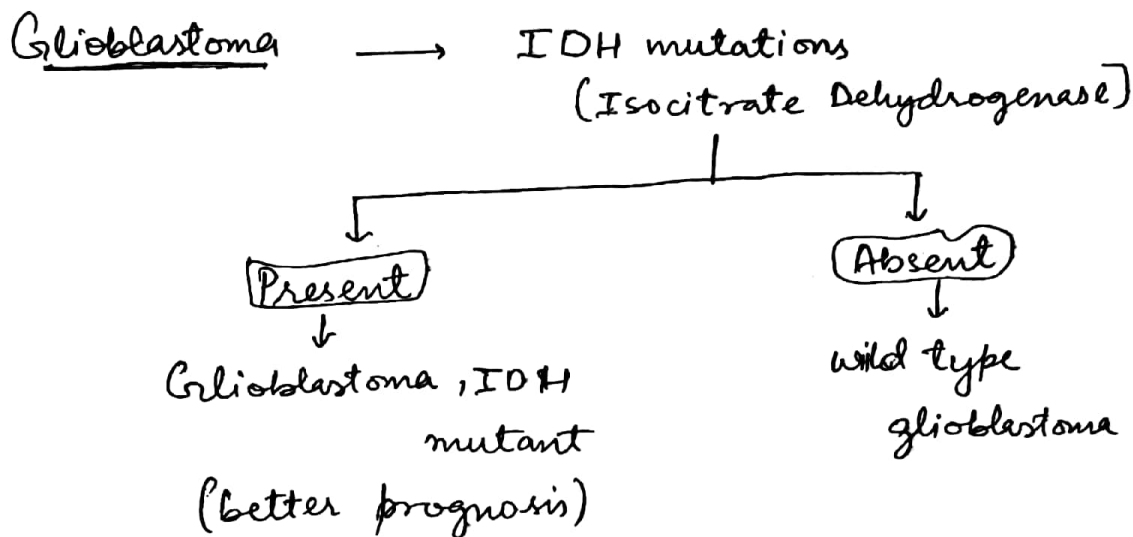 Glioblastoma → IDH mutations
(Isocitrate Dehydrogenase]
Present
Absent
Glioblastoma, IDH
mutant
(better prognosis)
wild type
glioblastoma